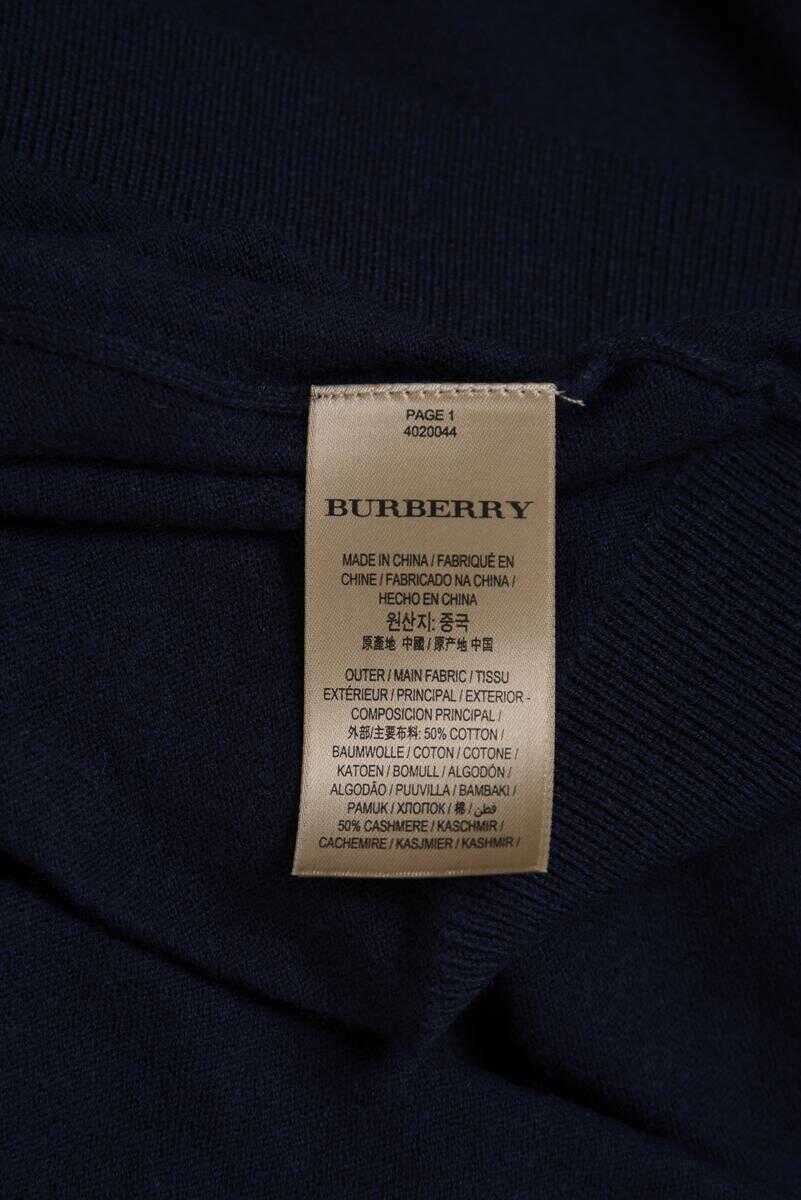 PAGE 1
4020044
BURBERRY
MADE IN CHINA / FABRIQUÉ EN
CHINE / FABRICADO NA CHINA /
HECHO EN CHINA
원산지: 중국
原產地 中國 / 原产地 中国
OUTER / MAIN FABRIC / TISSU
EXTÉRIEUR / PRINCIPAL / EXTERIOR -
COMPOSICION PRINCIPAL /
外部/主要布料: 50% COTTON /
BAUMWOLLE / COTON / COTONE /
KATOEN / BOMULL / ALGODÓN /
ALGODÃO / PUUVILLA / BAMBAKI /
PAMUK / ХЛОПОК / 棉 / قطن /
50% CASHMERE / KASCHMIR /
CACHEMIRE / KASJMIER / KASHMIR /